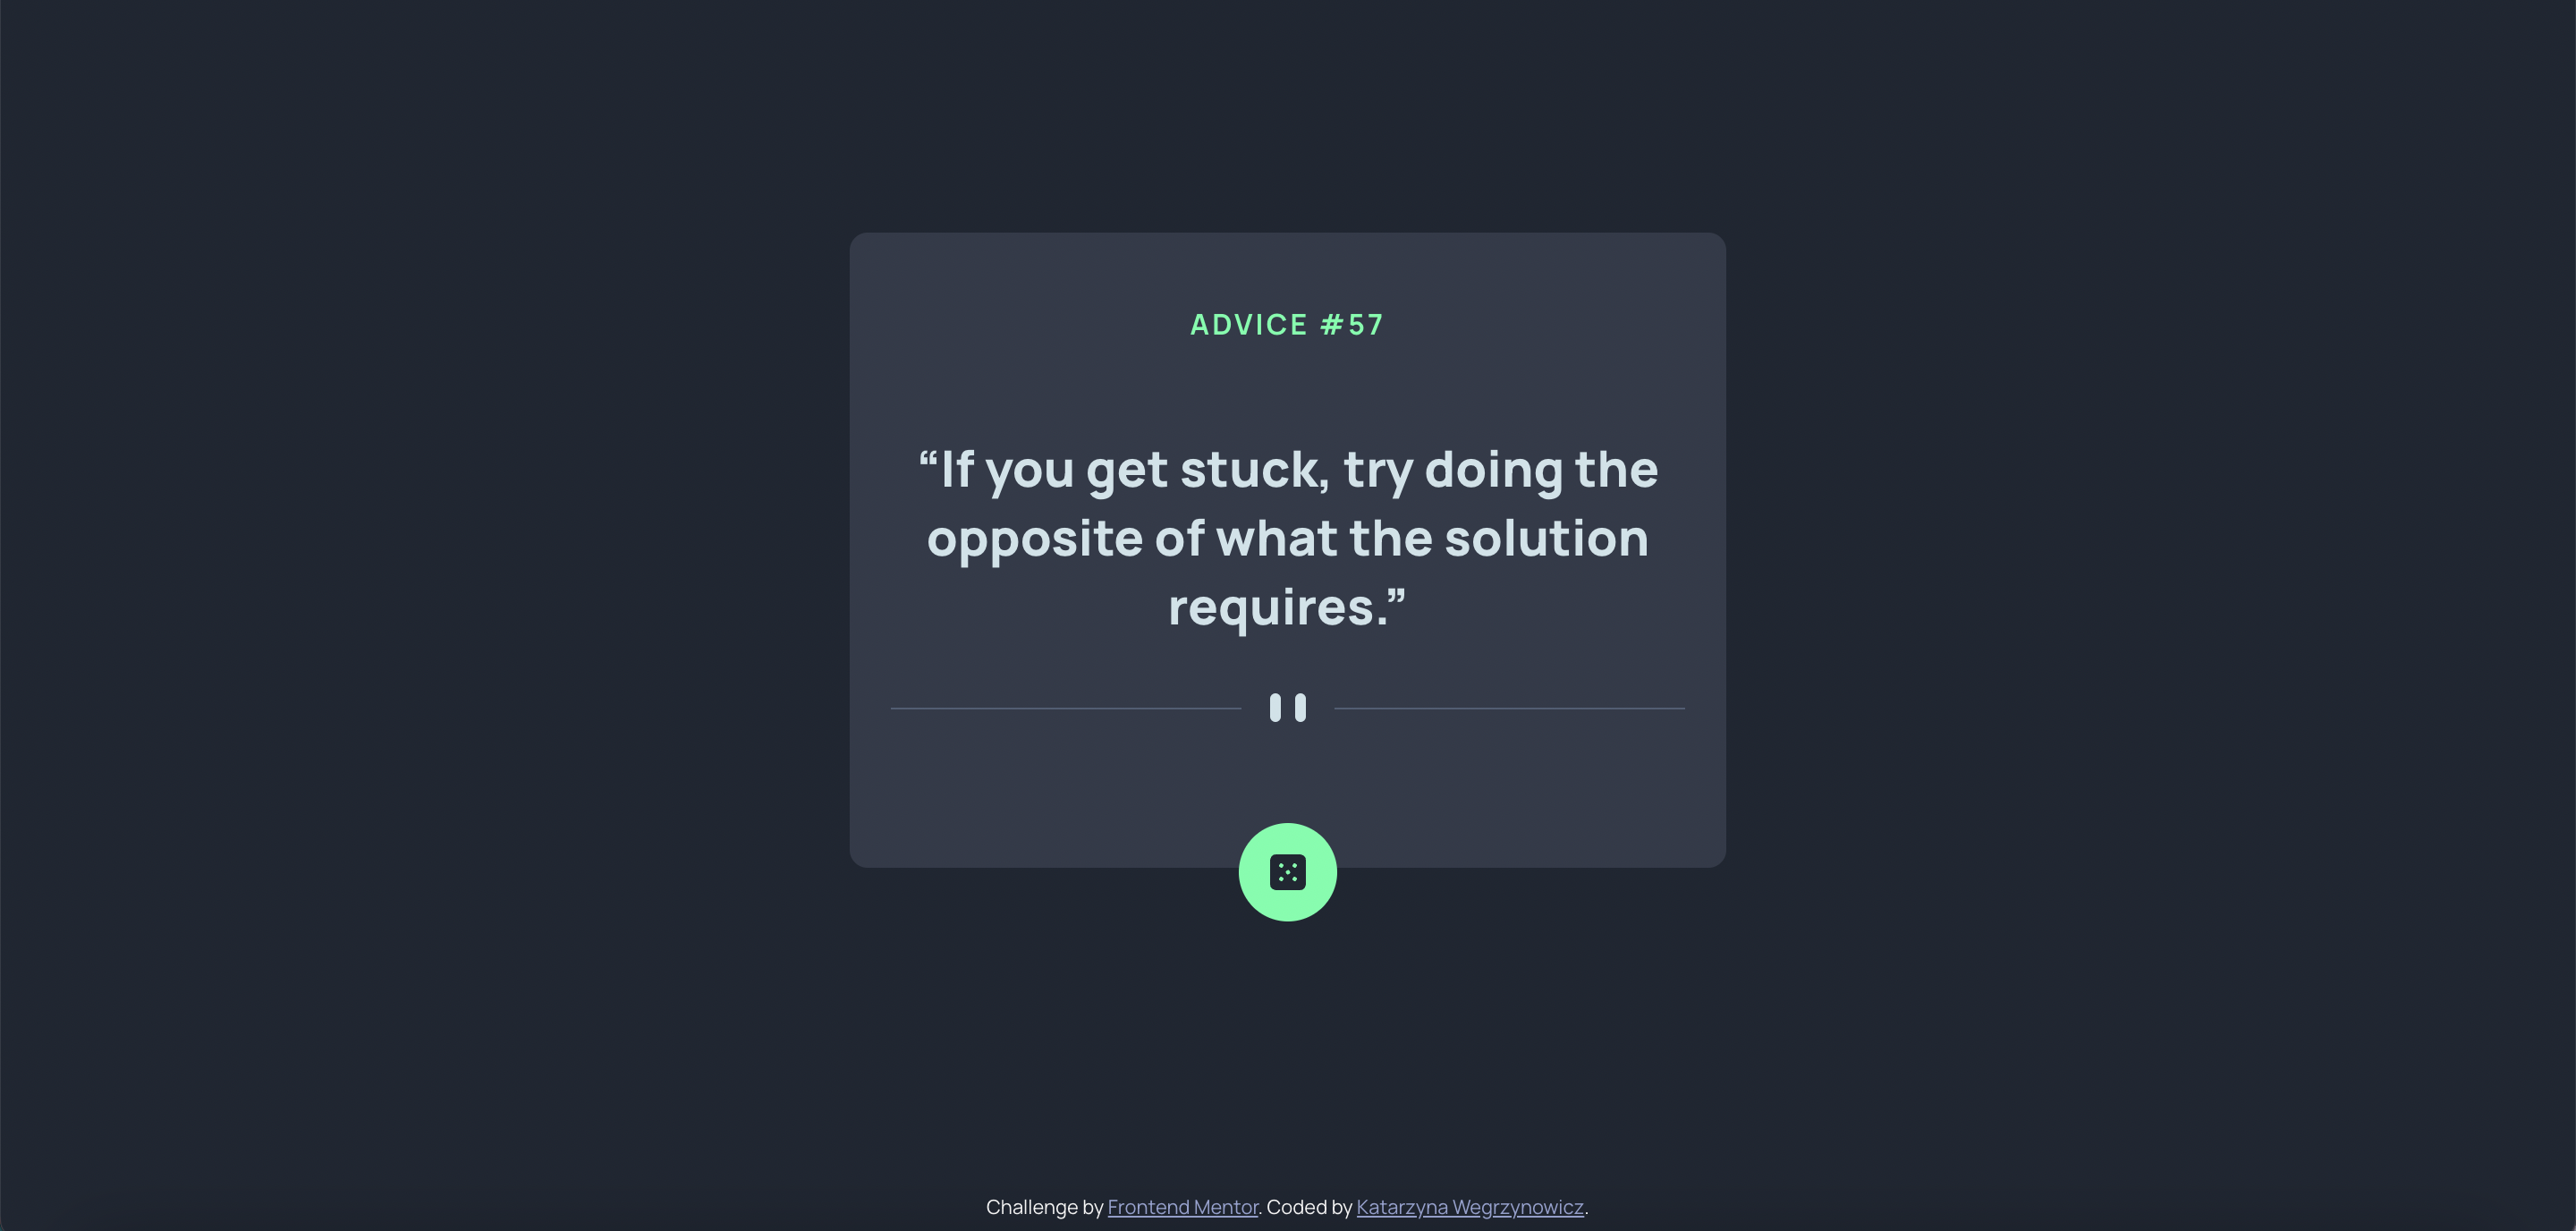 ADVICE #57
“If you get stuck, try doing the
opposite of what the solution
requires.”
Challenge by Frontend Mentor. Coded by Katarzyna Wegrzynowicz.